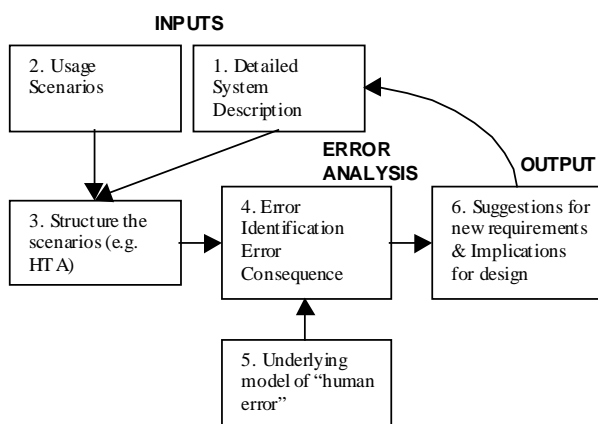 INPUTS
2. Usage
Scenarios
1. Detailed
System
Description
ERROR
ANALYSIS
OUTPUT
3. Structure the
scenarios (e.g.
HTA)
4. Error
Identification
Error
Consequence
6. Suggestions for
new requirements
& Implications
for design
5. Underlying
model of “human
error”